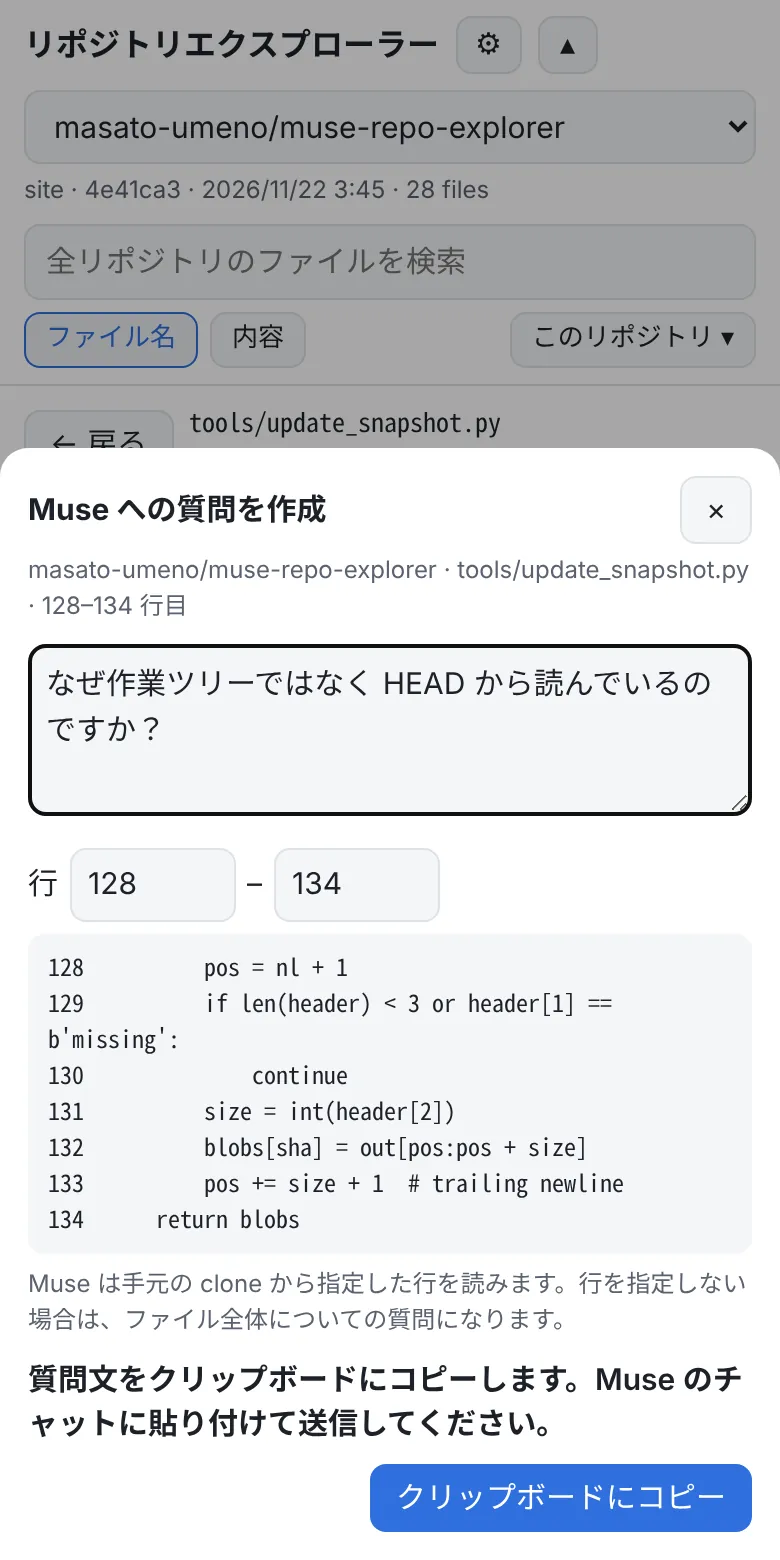 リポジトリエクスプローラー ⚙ ▲
masato-umeno/muse-repo-explorer
site · 4e41ca3 · 2026/11/22 3:45 · 28 files
全リポジトリのファイルを検索
ファイル名 内容 このリポジトリ ▾
← 戻る tools/update_snapshot.py
Muse への質問を作成 ×
masato-umeno/muse-repo-explorer · tools/update_snapshot.py
· 128–134 行目
なぜ作業ツリーではなく HEAD から読んでいるの
ですか？
行 128 – 134
128          pos = nl + 1
129          if len(header) < 3 or header[1] ==
b'missing':
130              continue
131          size = int(header[2])
132          blobs[sha] = out[pos:pos + size]
133          pos += size + 1  # trailing newline
134      return blobs
Muse は手元の clone から指定した行を読みます。行を指定しない
場合は、ファイル全体についての質問になります。
質問文をクリップボードにコピーします。Muse のチ
ャットに貼り付けて送信してください。
クリップボードにコピー